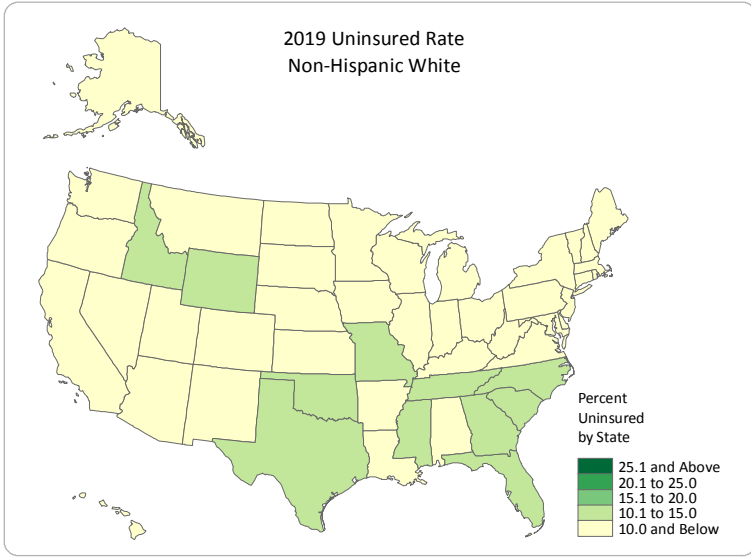 2019 Uninsured Rate
Non-Hispanic White
Percent
Uninsured
by State
25.1 and Above
20.1 to 25.0
15.1 to 20.0
10.1 to 15.0
10.0 and Below